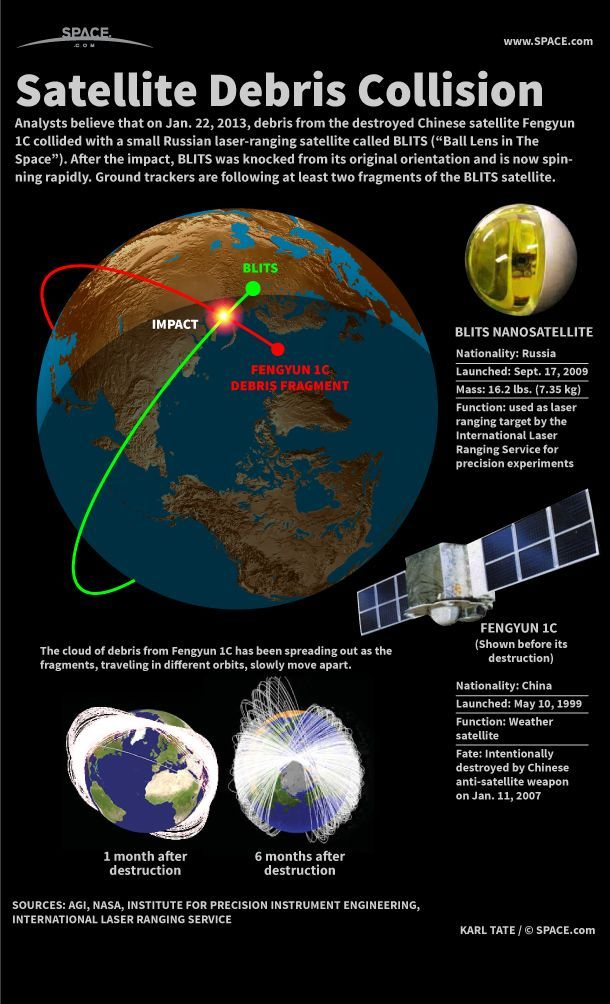 SPACE
.COM
www.SPACE.com
Satellite Debris Collision
Analysts believe that on Jan. 22, 2013, debris from the destroyed Chinese satellite Fengyun
1C collided with a small Russian laser-ranging satellite called BLITS (“Ball Lens in The
Space”). After the impact, BLITS was knocked from its original orientation and is now spin-
ning rapidly. Ground trackers are following at least two fragments of the BLITS satellite.
BLITS
IMPACT
FENGYUN 1C
DEBRIS FRAGMENT
BLITS NANOSATELLITE
Nationality: Russia
Launched: Sept. 17, 2009
Mass: 16.2 lbs. (7.35 kg)
Function: used as laser
ranging target by the
International Laser
Ranging Service for
precision experiments
FENGYUN 1C
(Shown before its
destruction)
Nationality: China
Launched: May 10, 1999
Function: Weather
satellite
Fate: Intentionally
destroyed by Chinese
anti-satellite weapon
on Jan. 11, 2007
The cloud of debris from Fengyun 1C has been spreading out as the
fragments, traveling in different orbits, slowly move apart.
1 month after
destruction
6 months after
destruction
SOURCES: AGI, NASA, INSTITUTE FOR PRECISION INSTRUMENT ENGINEERING,
INTERNATIONAL LASER RANGING SERVICE
KARL TATE / © SPACE.com